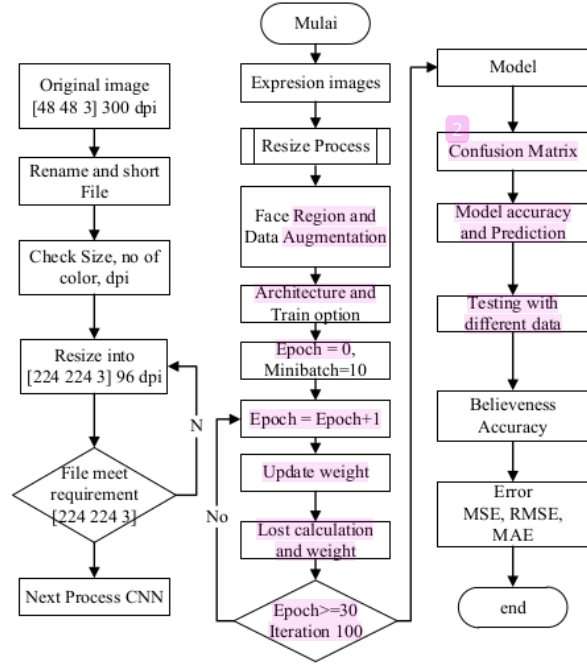 Original image
[48 48 3] 300 dpi
Rename and short
File
Check Size, no of
color, dpi
Resize into
[224 224 3] 96 dpi
N
File meet
requirement
[224 224 3]
Next Process CNN
Mulai
Expresion images
Resize Process
Face Region and
Data Augmentation
Architecture and
Train option
Epoch = 0,
Minibatch=10
Epoch = Epoch+1
Update weight
No
Lost calculation
and weight
Epoch>=30
Iteration 100
Model
2
Confusion Matrix
Model accuracy
and Prediction
Testing with
different data
Believeness
Accuracy
Error
MSE, RMSE,
MAE
end